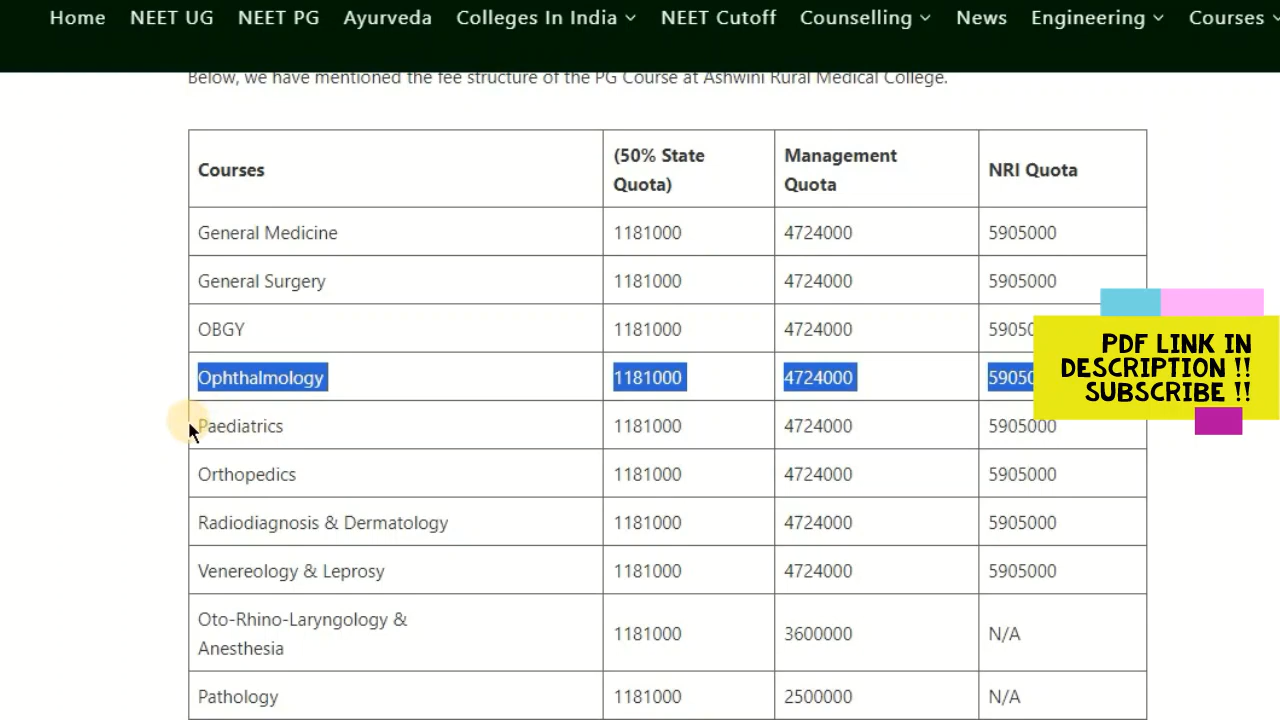 Home NEET UG NEET PG Ayurveda Colleges In India NEET Cutoff Counselling News Engineering Courses
Below, we have mentioned the fee structure of the PG Course at Ashwini Rural Medical College.
Courses (50% State Quota) Management Quota NRI Quota
General Medicine 1181000 4724000 5905000
General Surgery 1181000 4724000 5905000
OBGY 1181000 4724000 5905
Ophthalmology 1181000 4724000 5905
Paediatrics 1181000 4724000 5905000
Orthopedics 1181000 4724000 5905000
Radiodiagnosis & Dermatology 1181000 4724000 5905000
Venereology & Leprosy 1181000 4724000 5905000
Oto-Rhino-Laryngology & Anesthesia 1181000 3600000 N/A
Pathology 1181000 2500000 N/A
PDF LINK IN
DESCRIPTION !!
SUBSCRIBE !!